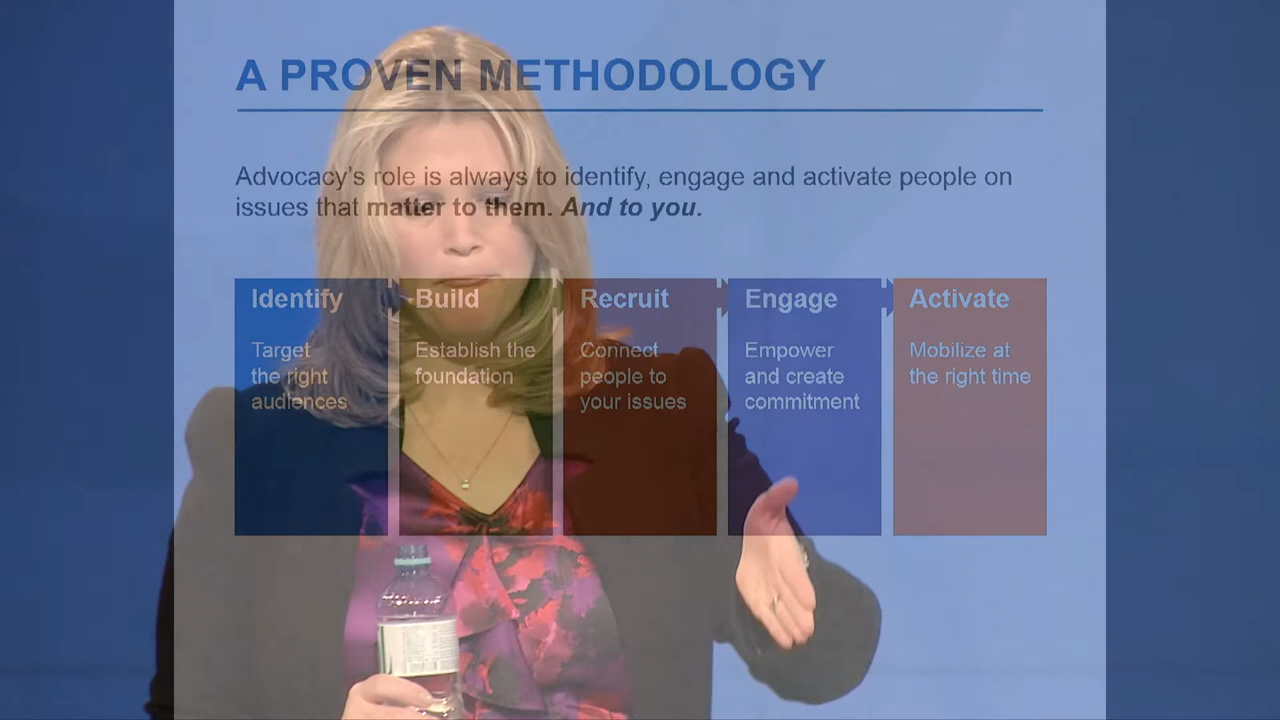 A PROVEN METHODOLOGY
Advocacy's role is always to identify, engage and activate people on
issues that matter to them. And to you.
Identify
Target
the right
audiences
Build
Establish the
foundation
Recruit
Connect
people to
your issues
Engage
Empower
and create
commitment
Activate
Mobilize at
the right time